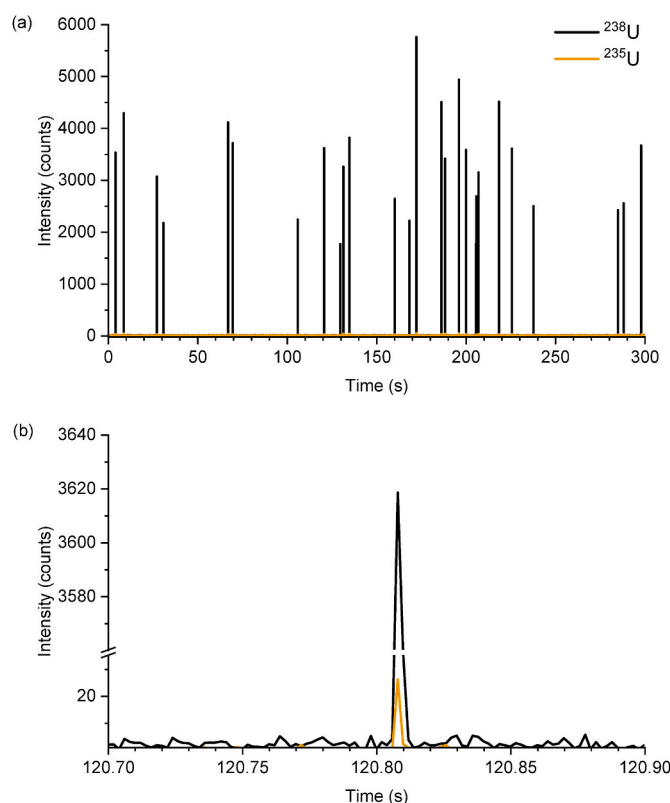 (a)
6000
5000
4000
3000
2000
1000
0
Intensity (counts)
²³⁸U
²³⁵U
0 50 100 150 200 250 300
Time (s)
(b)
3640
3620
3600
3580
20
Intensity (counts)
120.70 120.75 120.80 120.85 120.90
Time (s)